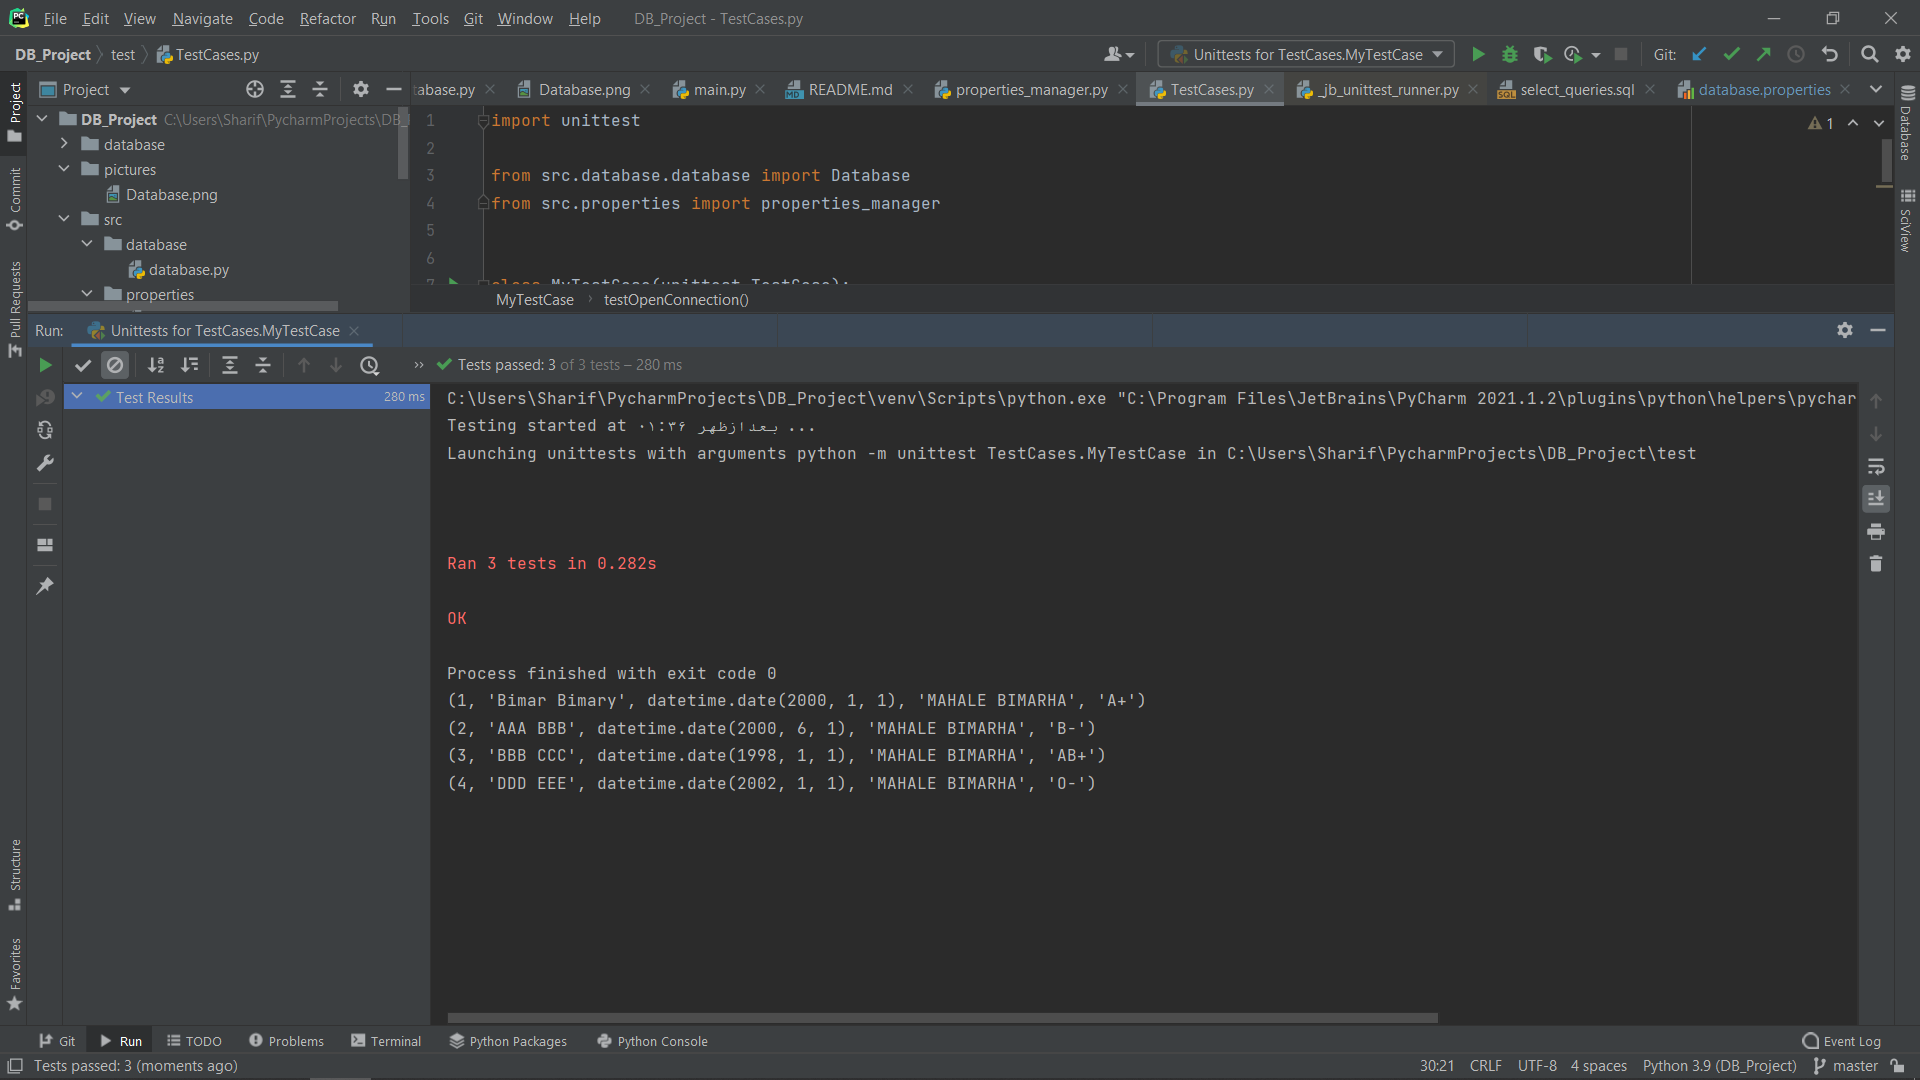 File Edit View Navigate Code Refactor Run Tools Git Window Help DB_Project - TestCases.py
DB_Project test TestCases.py Unittests for TestCases.MyTestCase Git:
Project
tabase.py Database.png main.py README.md properties_manager.py TestCases.py _jb_unittest_runner.py select_queries.sql database.properties
DB_Project C:\Users\Sharif\PycharmProjects\DB_
database
pictures
Database.png
src
database
database.py
properties
1 import unittest
2
3 from src.database.database import Database
4 from src.properties import properties_manager
5
6
7 class MyTestCase(unittest.TestCase):
1
MyTestCase testOpenConnection()
Project
Commit
Pull Requests
Structure
Favorites
Database
SciView
Run: Unittests for TestCases.MyTestCase
Tests passed: 3 of 3 tests – 280 ms
Test Results 280 ms
C:\Users\Sharif\PycharmProjects\DB_Project\venv\Scripts\python.exe "C:\Program Files\JetBrains\PyCharm 2021.1.2\plugins\python\helpers\pychar
Testing started at ۰۱:۳۶ بعدازظهر ...
Launching unittests with arguments python -m unittest TestCases.MyTestCase in C:\Users\Sharif\PycharmProjects\DB_Project\test
Ran 3 tests in 0.282s
OK
Process finished with exit code 0
(1, 'Bimar Bimary', datetime.date(2000, 1, 1), 'MAHALE BIMARHA', 'A+')
(2, 'AAA BBB', datetime.date(2000, 6, 1), 'MAHALE BIMARHA', 'B-')
(3, 'BBB CCC', datetime.date(1998, 1, 1), 'MAHALE BIMARHA', 'AB+')
(4, 'DDD EEE', datetime.date(2002, 1, 1), 'MAHALE BIMARHA', 'O-')
Git Run TODO Problems Terminal Python Packages Python Console Event Log
Tests passed: 3 (moments ago) 30:21 CRLF UTF-8 4 spaces Python 3.9 (DB_Project) master